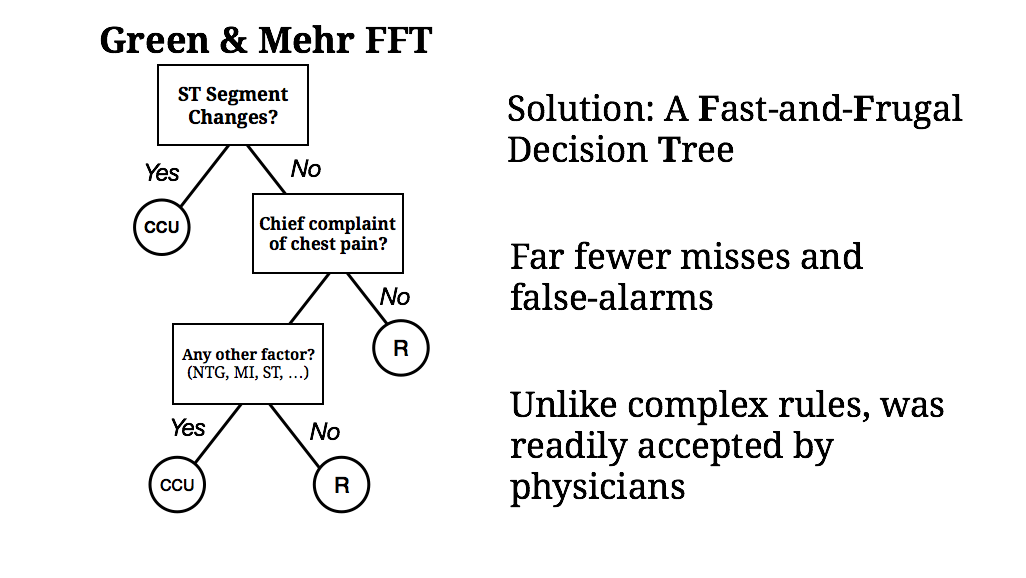 Green & Mehr FFT
ST Segment
Changes?
Yes
No
CCU
Chief complaint
of chest pain?
No
R
Any other factor?
(NTG, MI, ST, …)
Yes
No
CCU
R
Solution: A Fast-and-Frugal
Decision Tree
Far fewer misses and
false-alarms
Unlike complex rules, was
readily accepted by
physicians